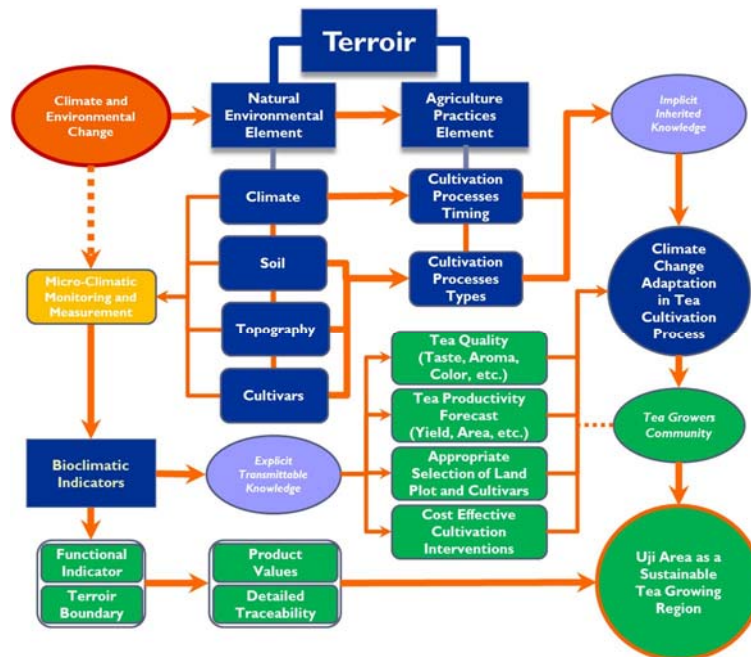 Terroir
Climate and
Environmental
Change
Natural
Environmental
Element
Agriculture
Practices
Element
Implicit
Inherited
Knowledge
Climate
Cultivation
Processes
Timing
Soil
Cultivation
Processes
Types
Climate
Change
Adaptation
in Tea
Cultivation
Process
Micro-Climatic
Monitoring and
Measurement
Topography
Cultivars
Tea Quality
(Taste, Aroma,
Color, etc.)
Tea Productivity
Forecast
(Yield, Area, etc.)
Tea Growers
Community
Bioclimatic
Indicators
Explicit
Transmittable
Knowledge
Appropriate
Selection of Land
Plot and Cultivars
Cost Effective
Cultivation
Interventions
Functional
Indicator
Terroir
Boundary
Product
Values
Detailed
Traceability
Uji Area as a
Sustainable
Tea Growing
Region